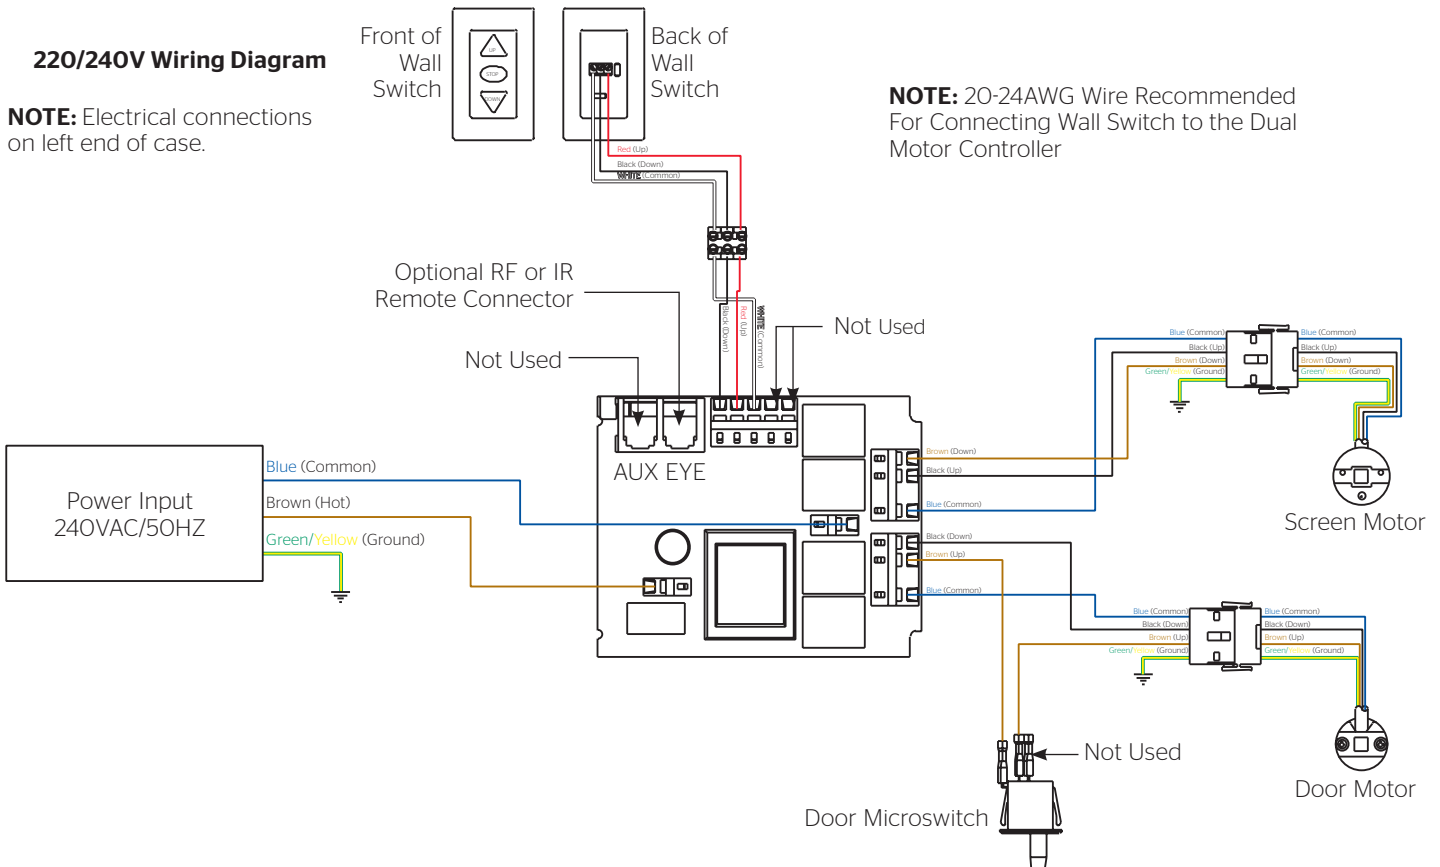 220/240V Wiring Diagram
NOTE: Electrical connections
on left end of case.
Front of
Wall
Switch
UP
STOP
DOWN
Back of
Wall
Switch
NOTE: 20-24AWG Wire Recommended
For Connecting Wall Switch to the Dual
Motor Controller
Red (Up)
Black (Down)
WHITE (Common)
Optional RF or IR
Remote Connector
Not Used
Black (Down)
Red (Up)
WHITE (Common)
Not Used
AUX EYE
Power Input
240VAC/50HZ
Blue (Common)
Brown (Hot)
Green/Yellow (Ground)
Brown (Down)
Black (Up)
Blue (Common)
Black (Down)
Brown (Up)
Blue (Common)
Blue (Common)
Black (Up)
Brown (Down)
Green/Yellow (Ground)
Blue (Common)
Black (Up)
Brown (Down)
Green/Yellow (Ground)
Screen Motor
Blue (Common)
Black (Down)
Brown (Up)
Green/Yellow (Ground)
Blue (Common)
Black (Down)
Brown (Up)
Green/Yellow (Ground)
Door Motor
Not Used
Door Microswitch